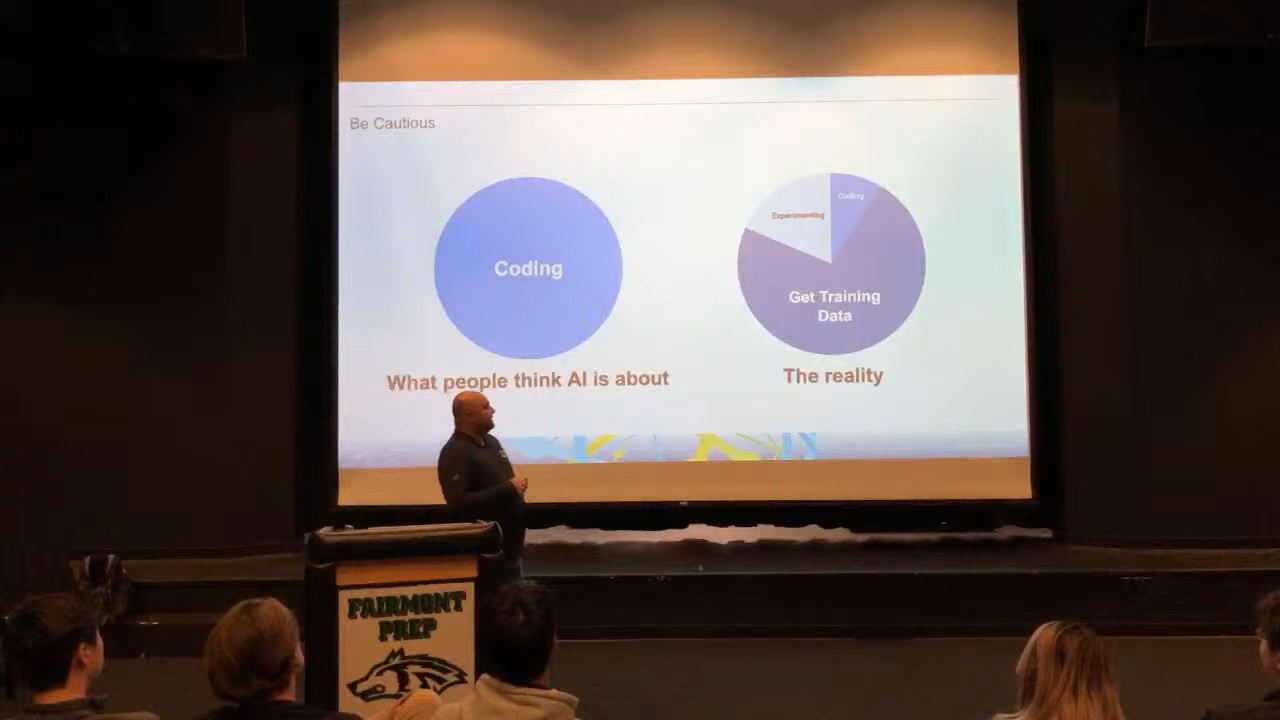 Be Cautious
Coding
What people think AI is about
Coding
Experimenting
Get Training
Data
The reality
FAIRMONT
PREP